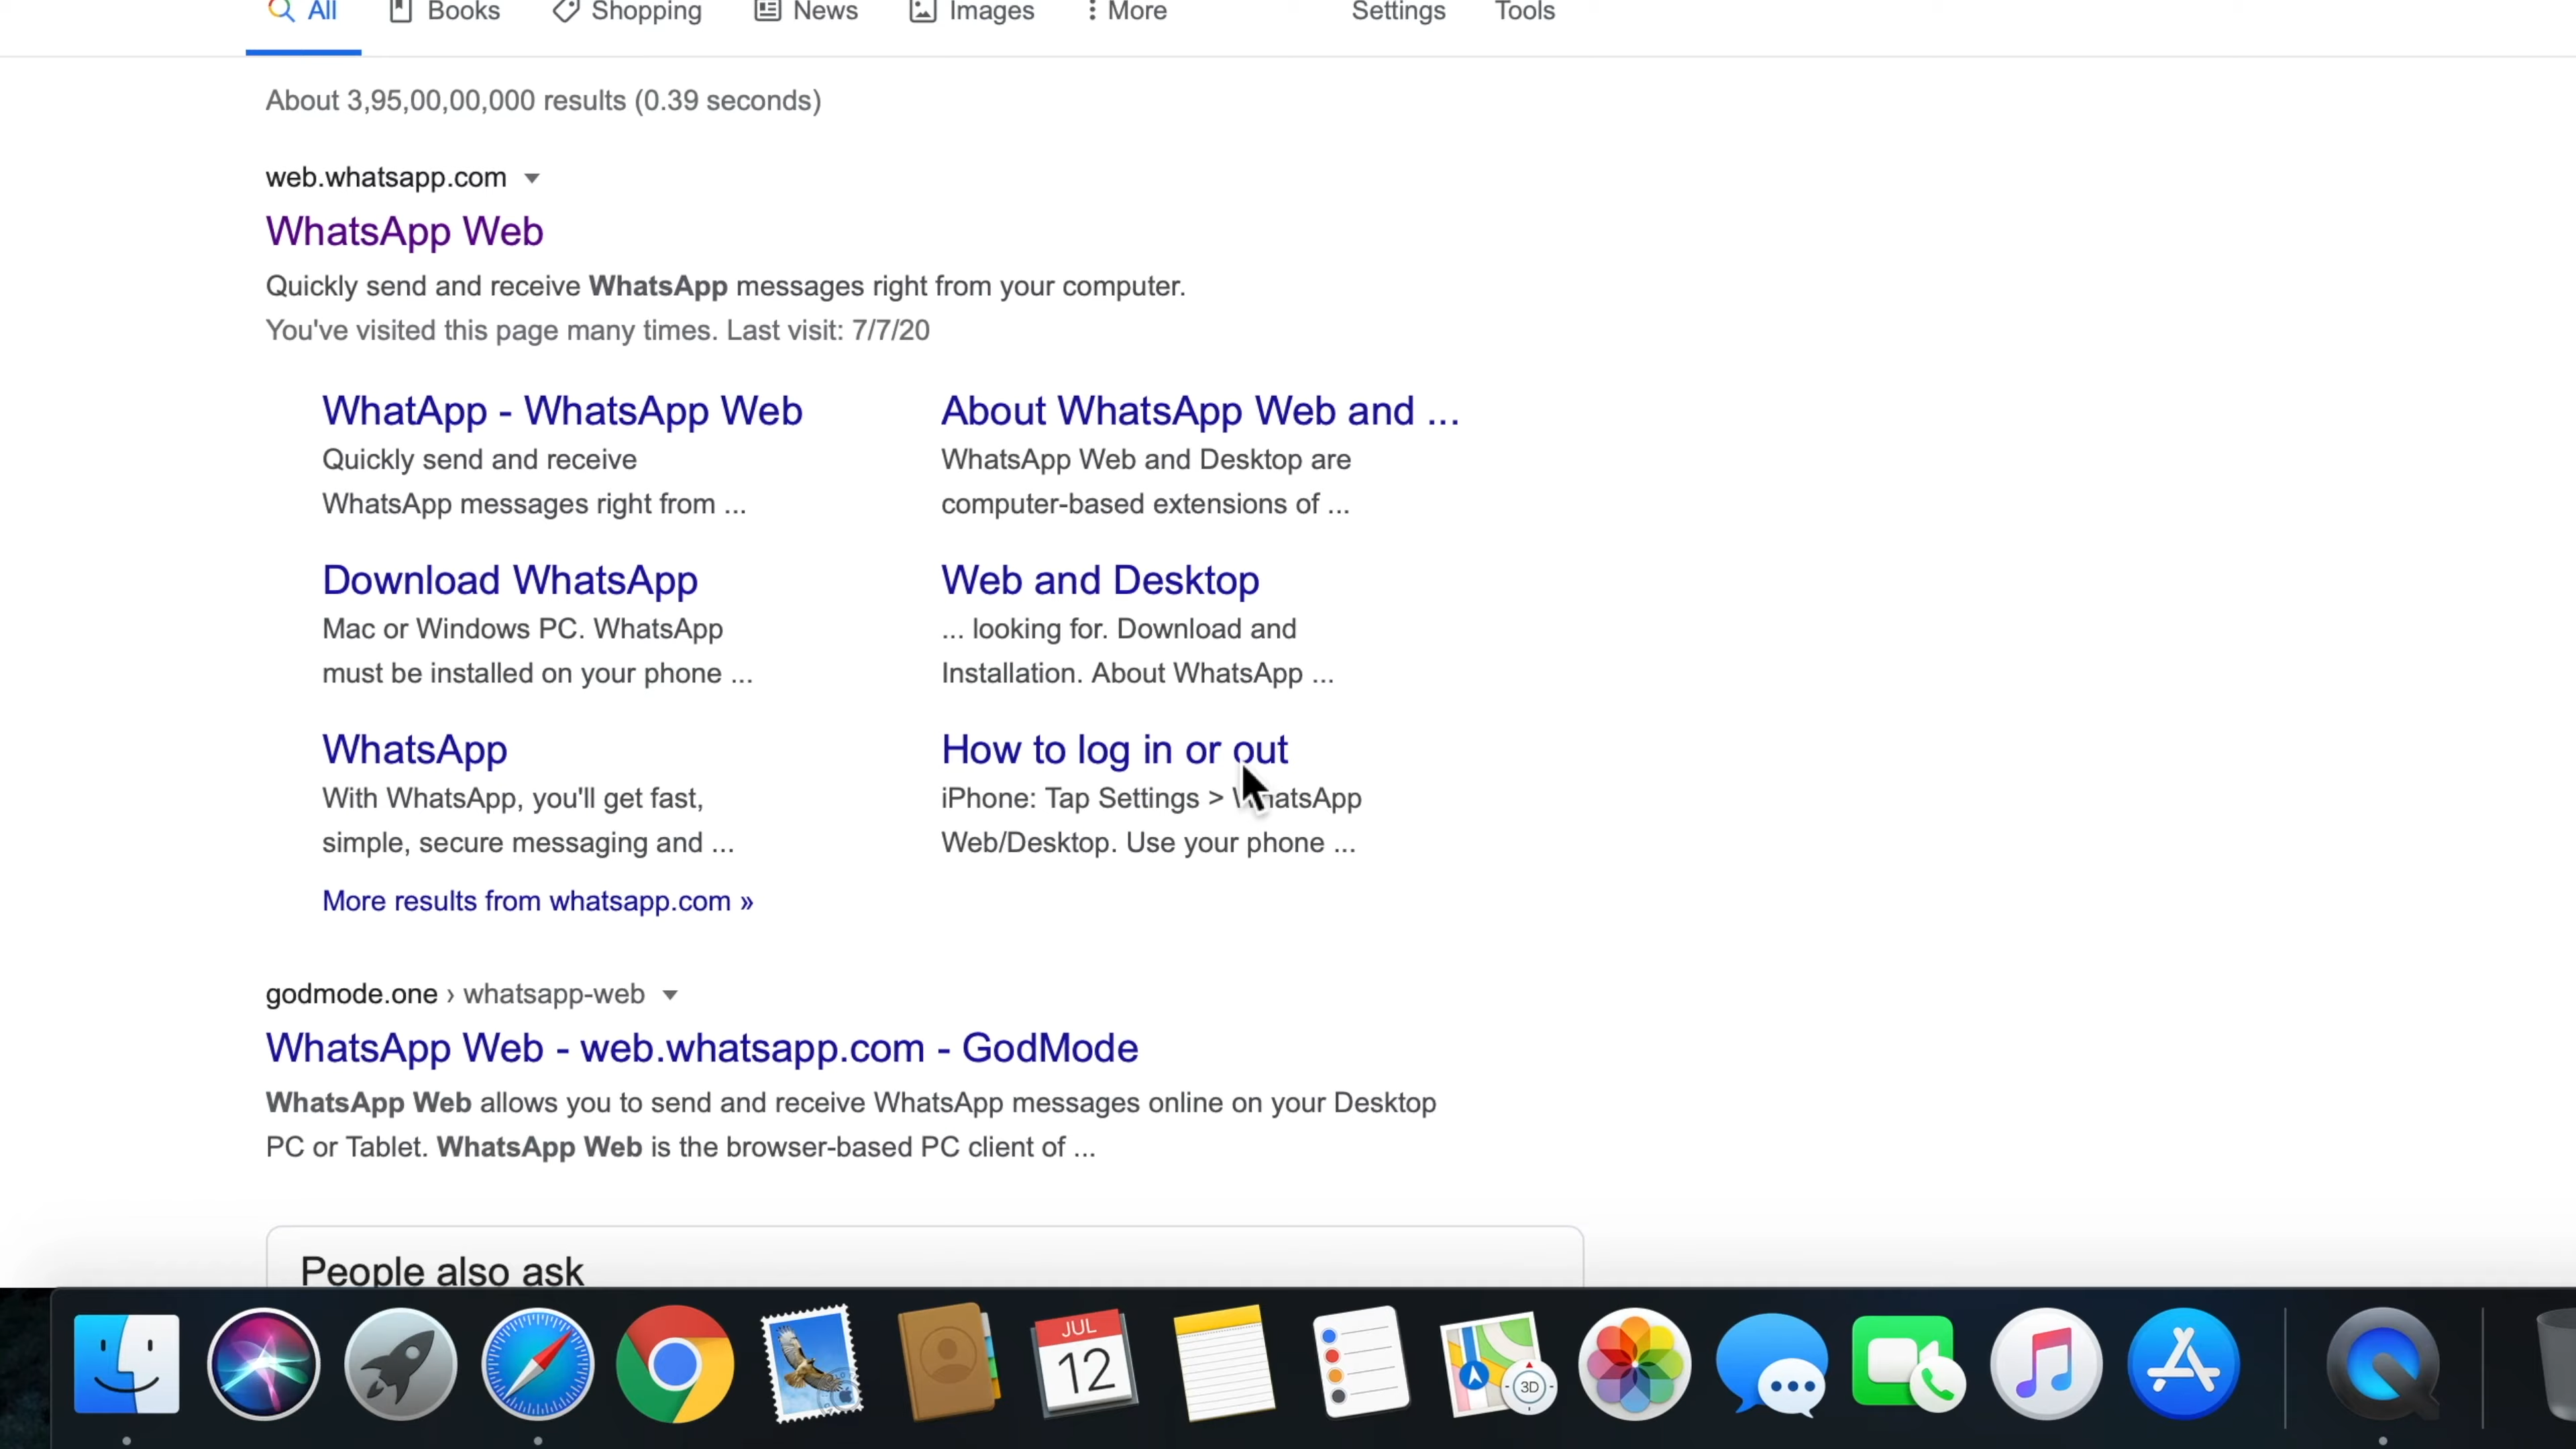 All Books Shopping News Images More Settings Tools
About 3,95,00,00,000 results (0.39 seconds)
web.whatsapp.com
WhatsApp Web
Quickly send and receive WhatsApp messages right from your computer.
You've visited this page many times. Last visit: 7/7/20
WhatApp - WhatsApp Web
Quickly send and receive
WhatsApp messages right from ...
About WhatsApp Web and ...
WhatsApp Web and Desktop are
computer-based extensions of ...
Download WhatsApp
Mac or Windows PC. WhatsApp
must be installed on your phone ...
Web and Desktop
... looking for. Download and
Installation. About WhatsApp ...
WhatsApp
With WhatsApp, you'll get fast,
simple, secure messaging and ...
How to log in or out
iPhone: Tap Settings > WhatsApp
Web/Desktop. Use your phone ...
More results from whatsapp.com »
godmode.one › whatsapp-web
WhatsApp Web - web.whatsapp.com - GodMode
WhatsApp Web allows you to send and receive WhatsApp messages online on your Desktop
PC or Tablet. WhatsApp Web is the browser-based PC client of ...
People also ask
JUL
12
3D